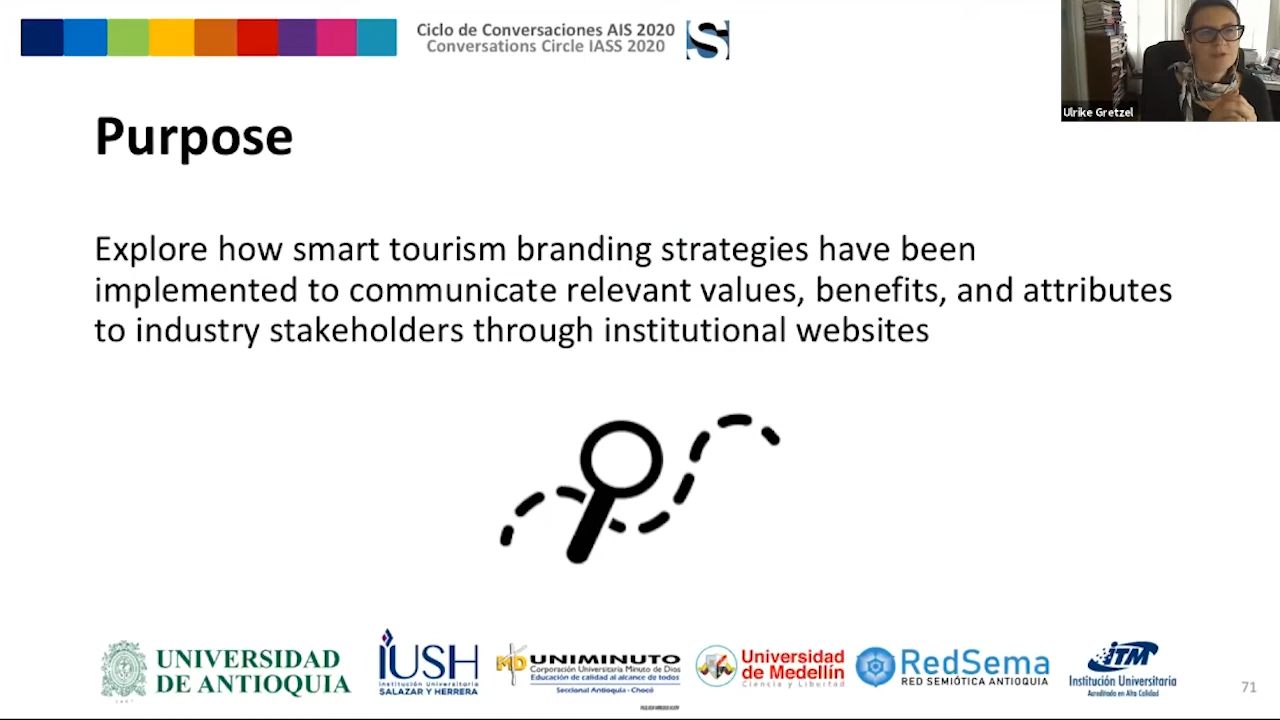 Ciclo de Conversaciones AIS 2020
Conversations Circle IASS 2020
S
Ulrike Gretzel
Purpose
Explore how smart tourism branding strategies have been
implemented to communicate relevant values, benefits, and attributes
to industry stakeholders through institutional websites
UNIVERSIDAD
DE ANTIOQUIA
IUSH
Institución Universitaria
SALAZAR Y HERRERA
MD UNIMINUTO
Corporación Universitaria Minuto de Dios
Educación de calidad al alcance de todos
Seccional Antioquia - Chocó
Universidad
de Medellín
Ciencia y Libertad
RedSema
RED SEMIÓTICA ANTIOQUIA
iTM
Institución Universitaria
Acreditada en Alta Calidad
71